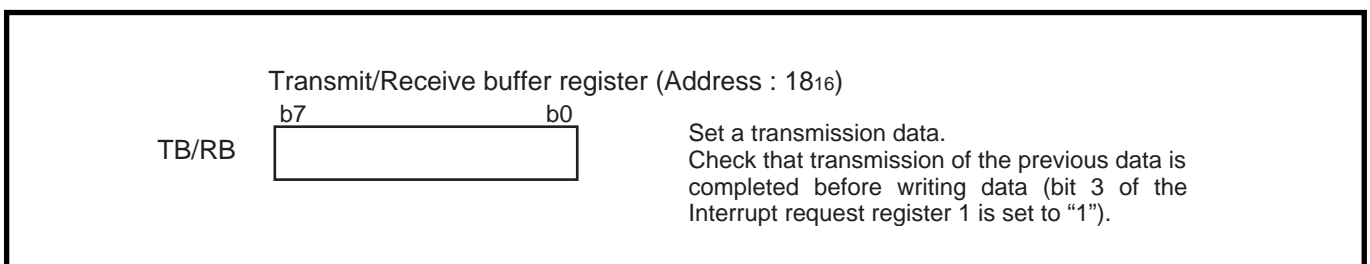 Transmit/Receive buffer register (Address : 18₁₆)
b7 b0
TB/RB
Set a transmission data.
Check that transmission of the previous data is
completed before writing data (bit 3 of the
Interrupt request register 1 is set to “1”).